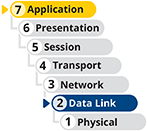 7 Application
6 Presentation
5 Session
4 Transport
3 Network
2 Data Link
1 Physical